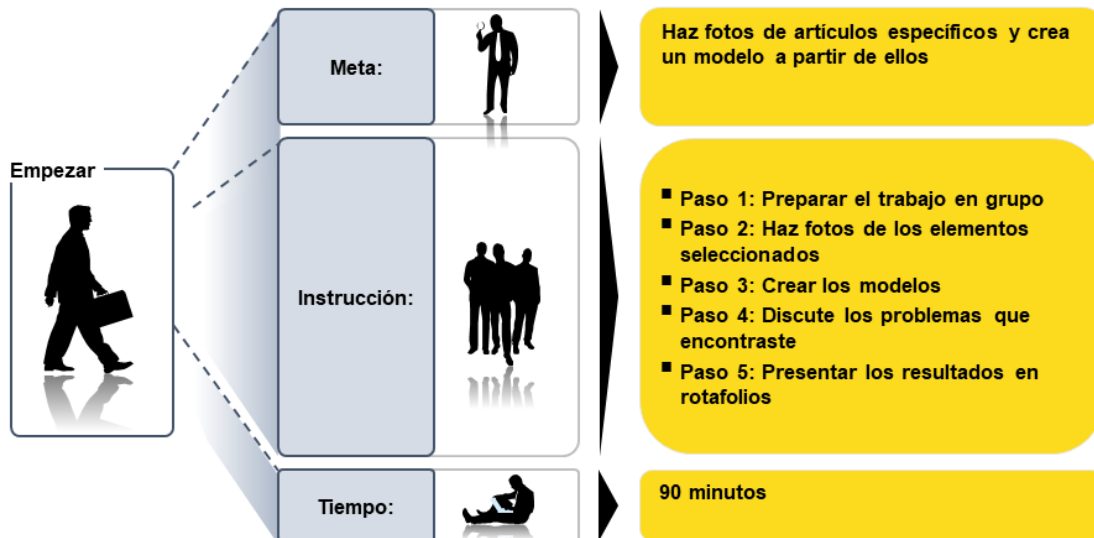 Empezar
Meta:
Haz fotos de artículos específicos y crea
un modelo a partir de ellos
Instrucción:
▪ Paso 1: Preparar el trabajo en grupo
▪ Paso 2: Haz fotos de los elementos
seleccionados
▪ Paso 3: Crear los modelos
▪ Paso 4: Discute los problemas que
encontraste
▪ Paso 5: Presentar los resultados en
rotafolios
Tiempo:
90 minutos